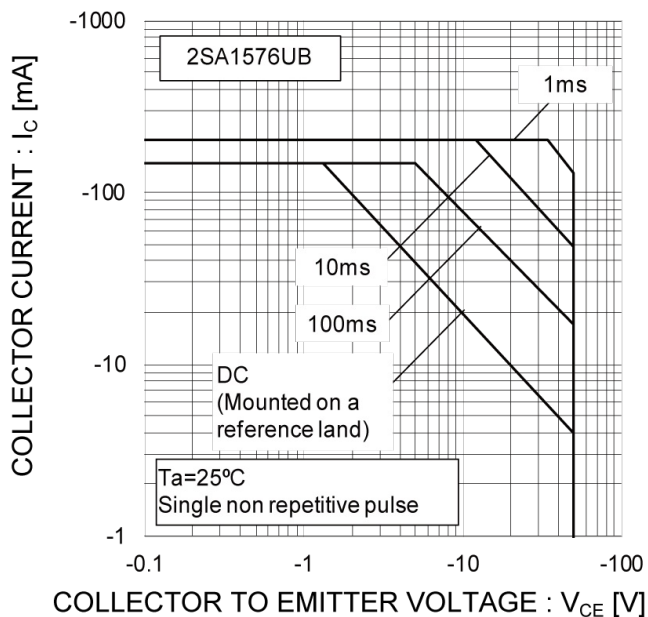 -1000
2SA1576UB
1ms
-100
10ms
100ms
-10
DC
(Mounted on a
reference land)
Ta=25ºC
Single non repetitive pulse
-1
-0.1
-1
-10
-100
COLLECTOR CURRENT : IC [mA]
COLLECTOR TO EMITTER VOLTAGE : VCE [V]